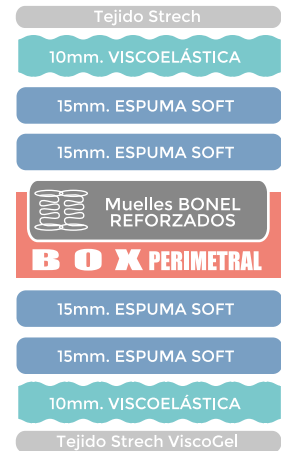 Tejido Strech
10mm. VISCOELÁSTICA
15mm. ESPUMA SOFT
15mm. ESPUMA SOFT
Muelles BONEL
REFORZADOS
BOX PERIMETRAL
15mm. ESPUMA SOFT
15mm. ESPUMA SOFT
10mm. VISCOELÁSTICA
Tejido Strech ViscoGel